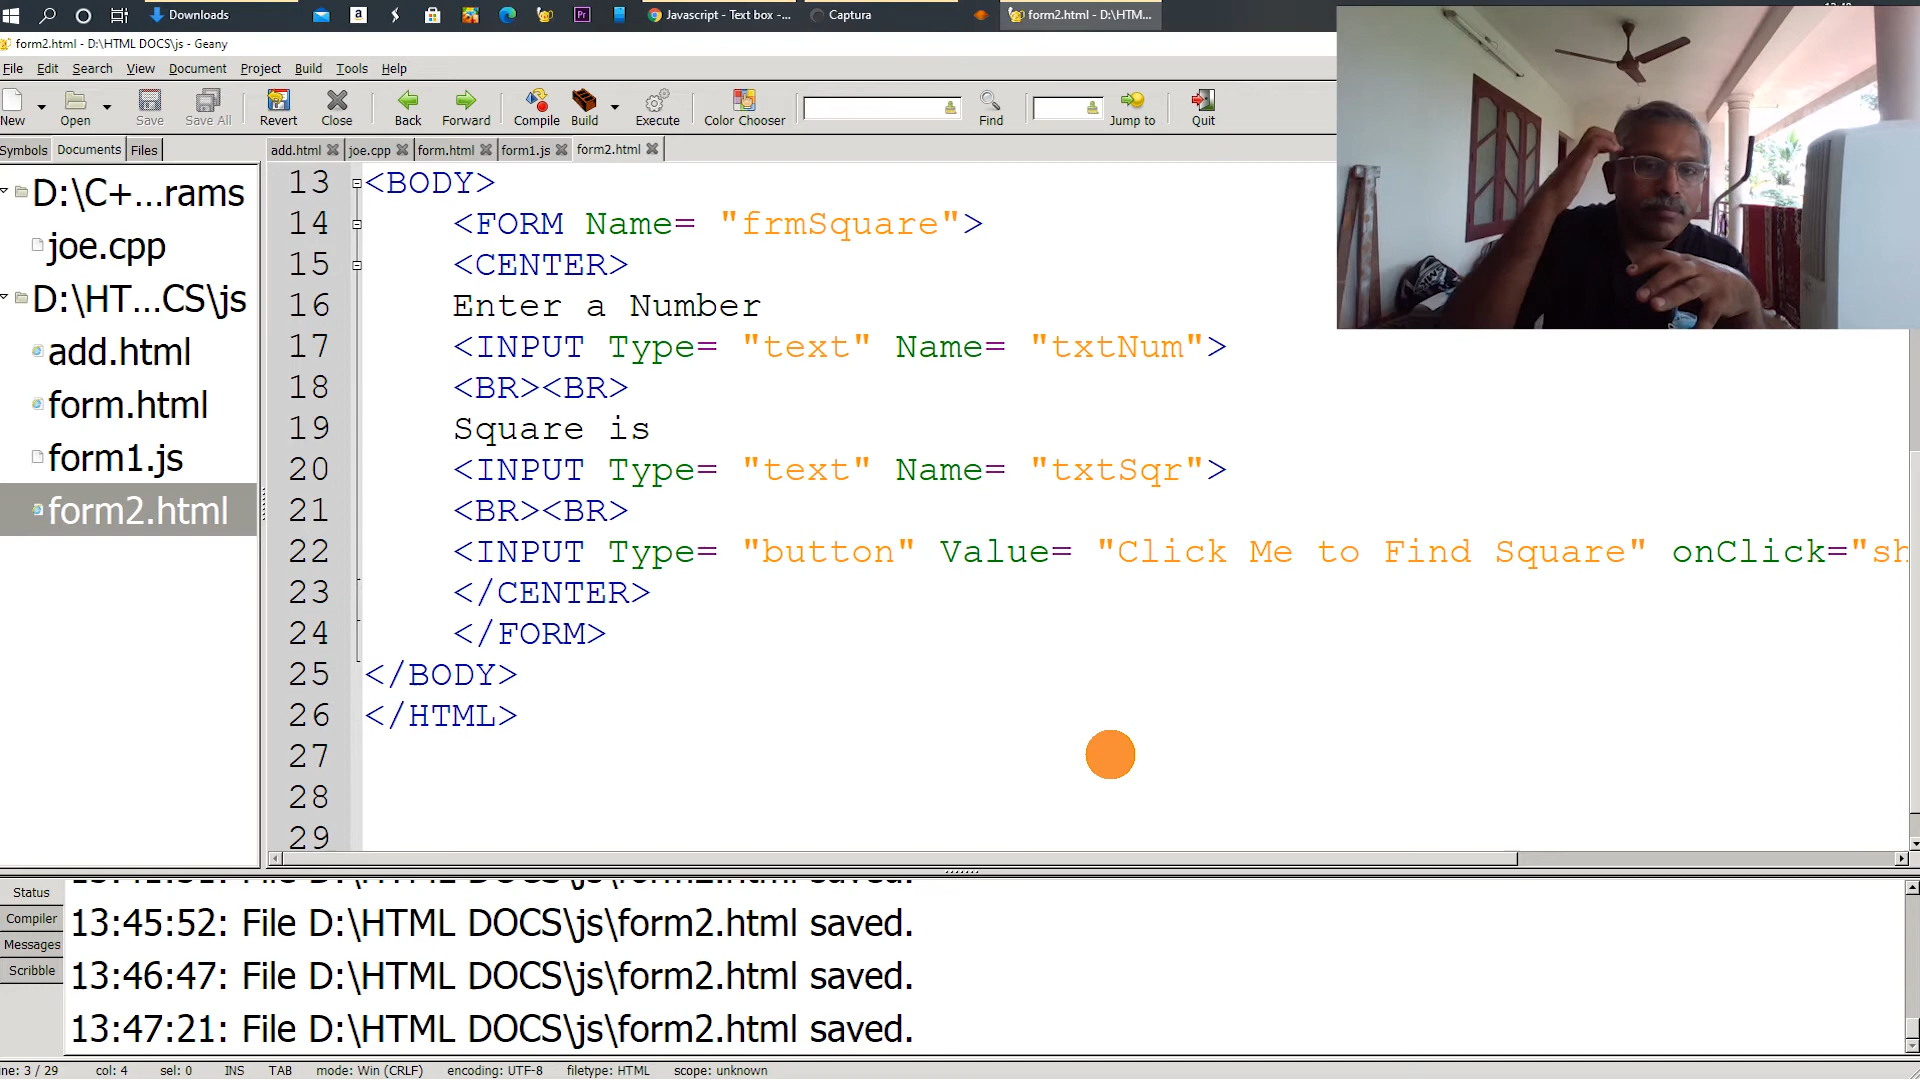 Downloads
Javascript - Text box -...
Captura
form2.html - D:\HTM...
form2.html - D:\HTML DOCS\js - Geany
File Edit Search View Document Project Build Tools Help
New Open Save Save All Revert Close Back Forward Compile Build Execute Color Chooser Find Jump to Quit
Symbols Documents Files
add.html joe.cpp form.html form1.js form2.html
D:\C+...rams
joe.cpp
D:\HT...CS\js
add.html
form.html
form1.js
form2.html
13 <BODY>
14 <FORM Name= "frmSquare">
15 <CENTER>
16 Enter a Number
17 <INPUT Type= "text" Name= "txtNum">
18 <BR><BR>
19 Square is
20 <INPUT Type= "text" Name= "txtSqr">
21 <BR><BR>
22 <INPUT Type= "button" Value= "Click Me to Find Square" onClick="sh
23 </CENTER>
24 </FORM>
25 </BODY>
26 </HTML>
27
28
29
Status
Compiler
Messages
Scribble
13:45:52: File D:\HTML DOCS\js\form2.html saved.
13:46:47: File D:\HTML DOCS\js\form2.html saved.
13:47:21: File D:\HTML DOCS\js\form2.html saved.
ine: 3 / 29 col: 4 sel: 0 INS TAB mode: Win (CRLF) encoding: UTF-8 filetype: HTML scope: unknown